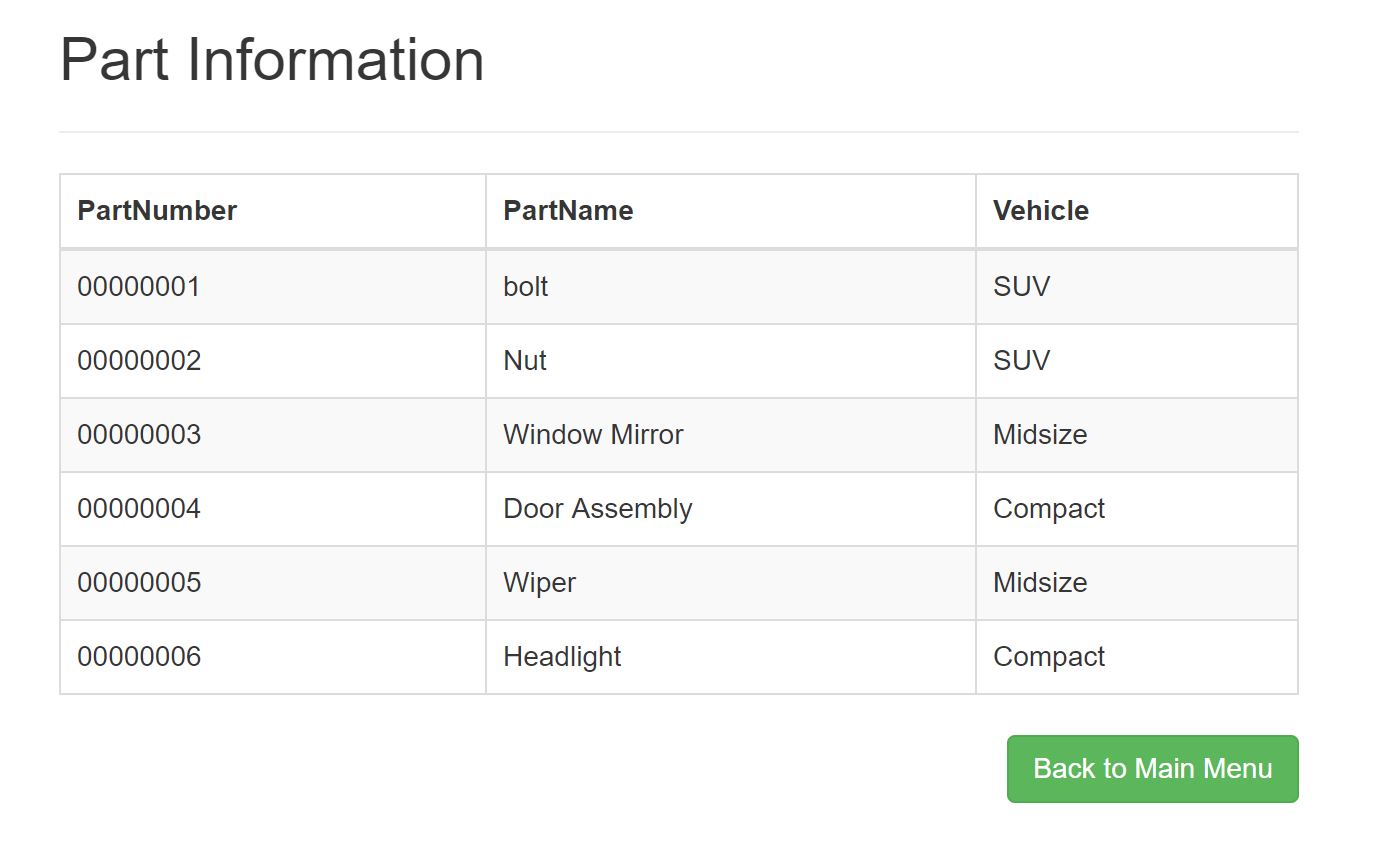 Part Information
PartNumber PartName Vehicle
00000001 bolt SUV
00000002 Nut SUV
00000003 Window Mirror Midsize
00000004 Door Assembly Compact
00000005 Wiper Midsize
00000006 Headlight Compact
Back to Main Menu